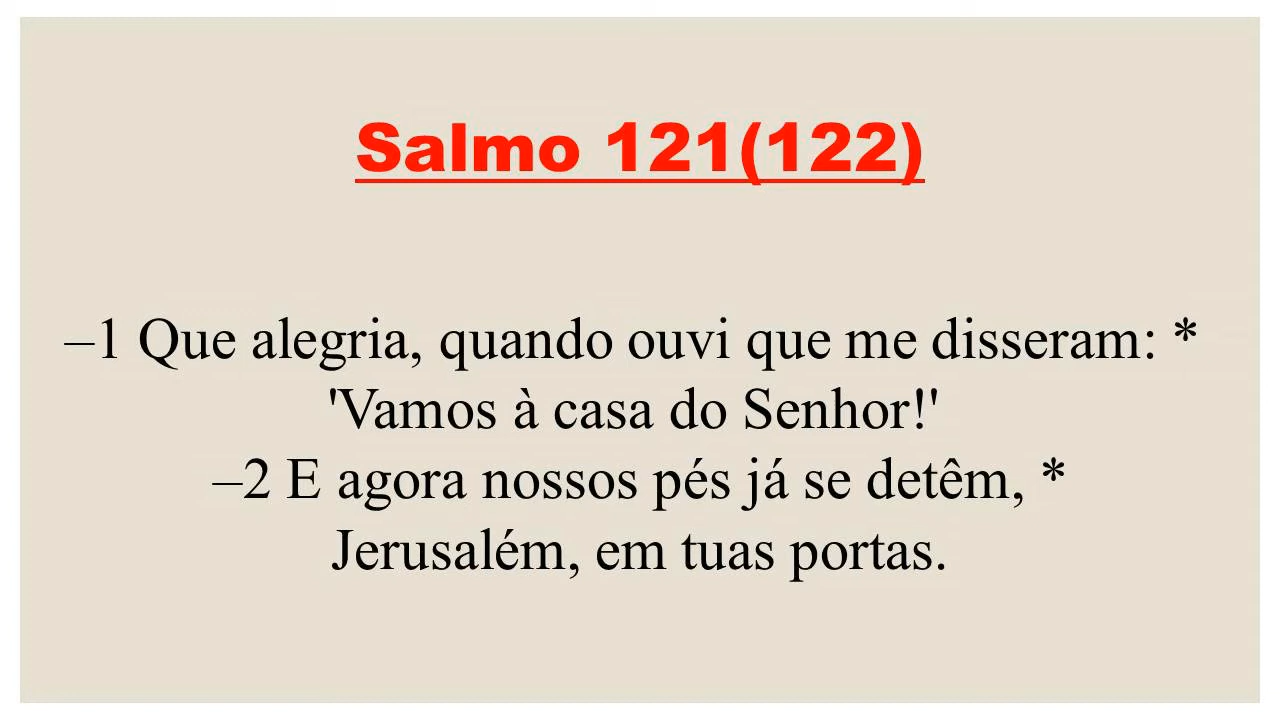 Salmo 121(122)
–1 Que alegria, quando ouvi que me disseram: *
'Vamos à casa do Senhor!'
–2 E agora nossos pés já se detêm, *
Jerusalém, em tuas portas.